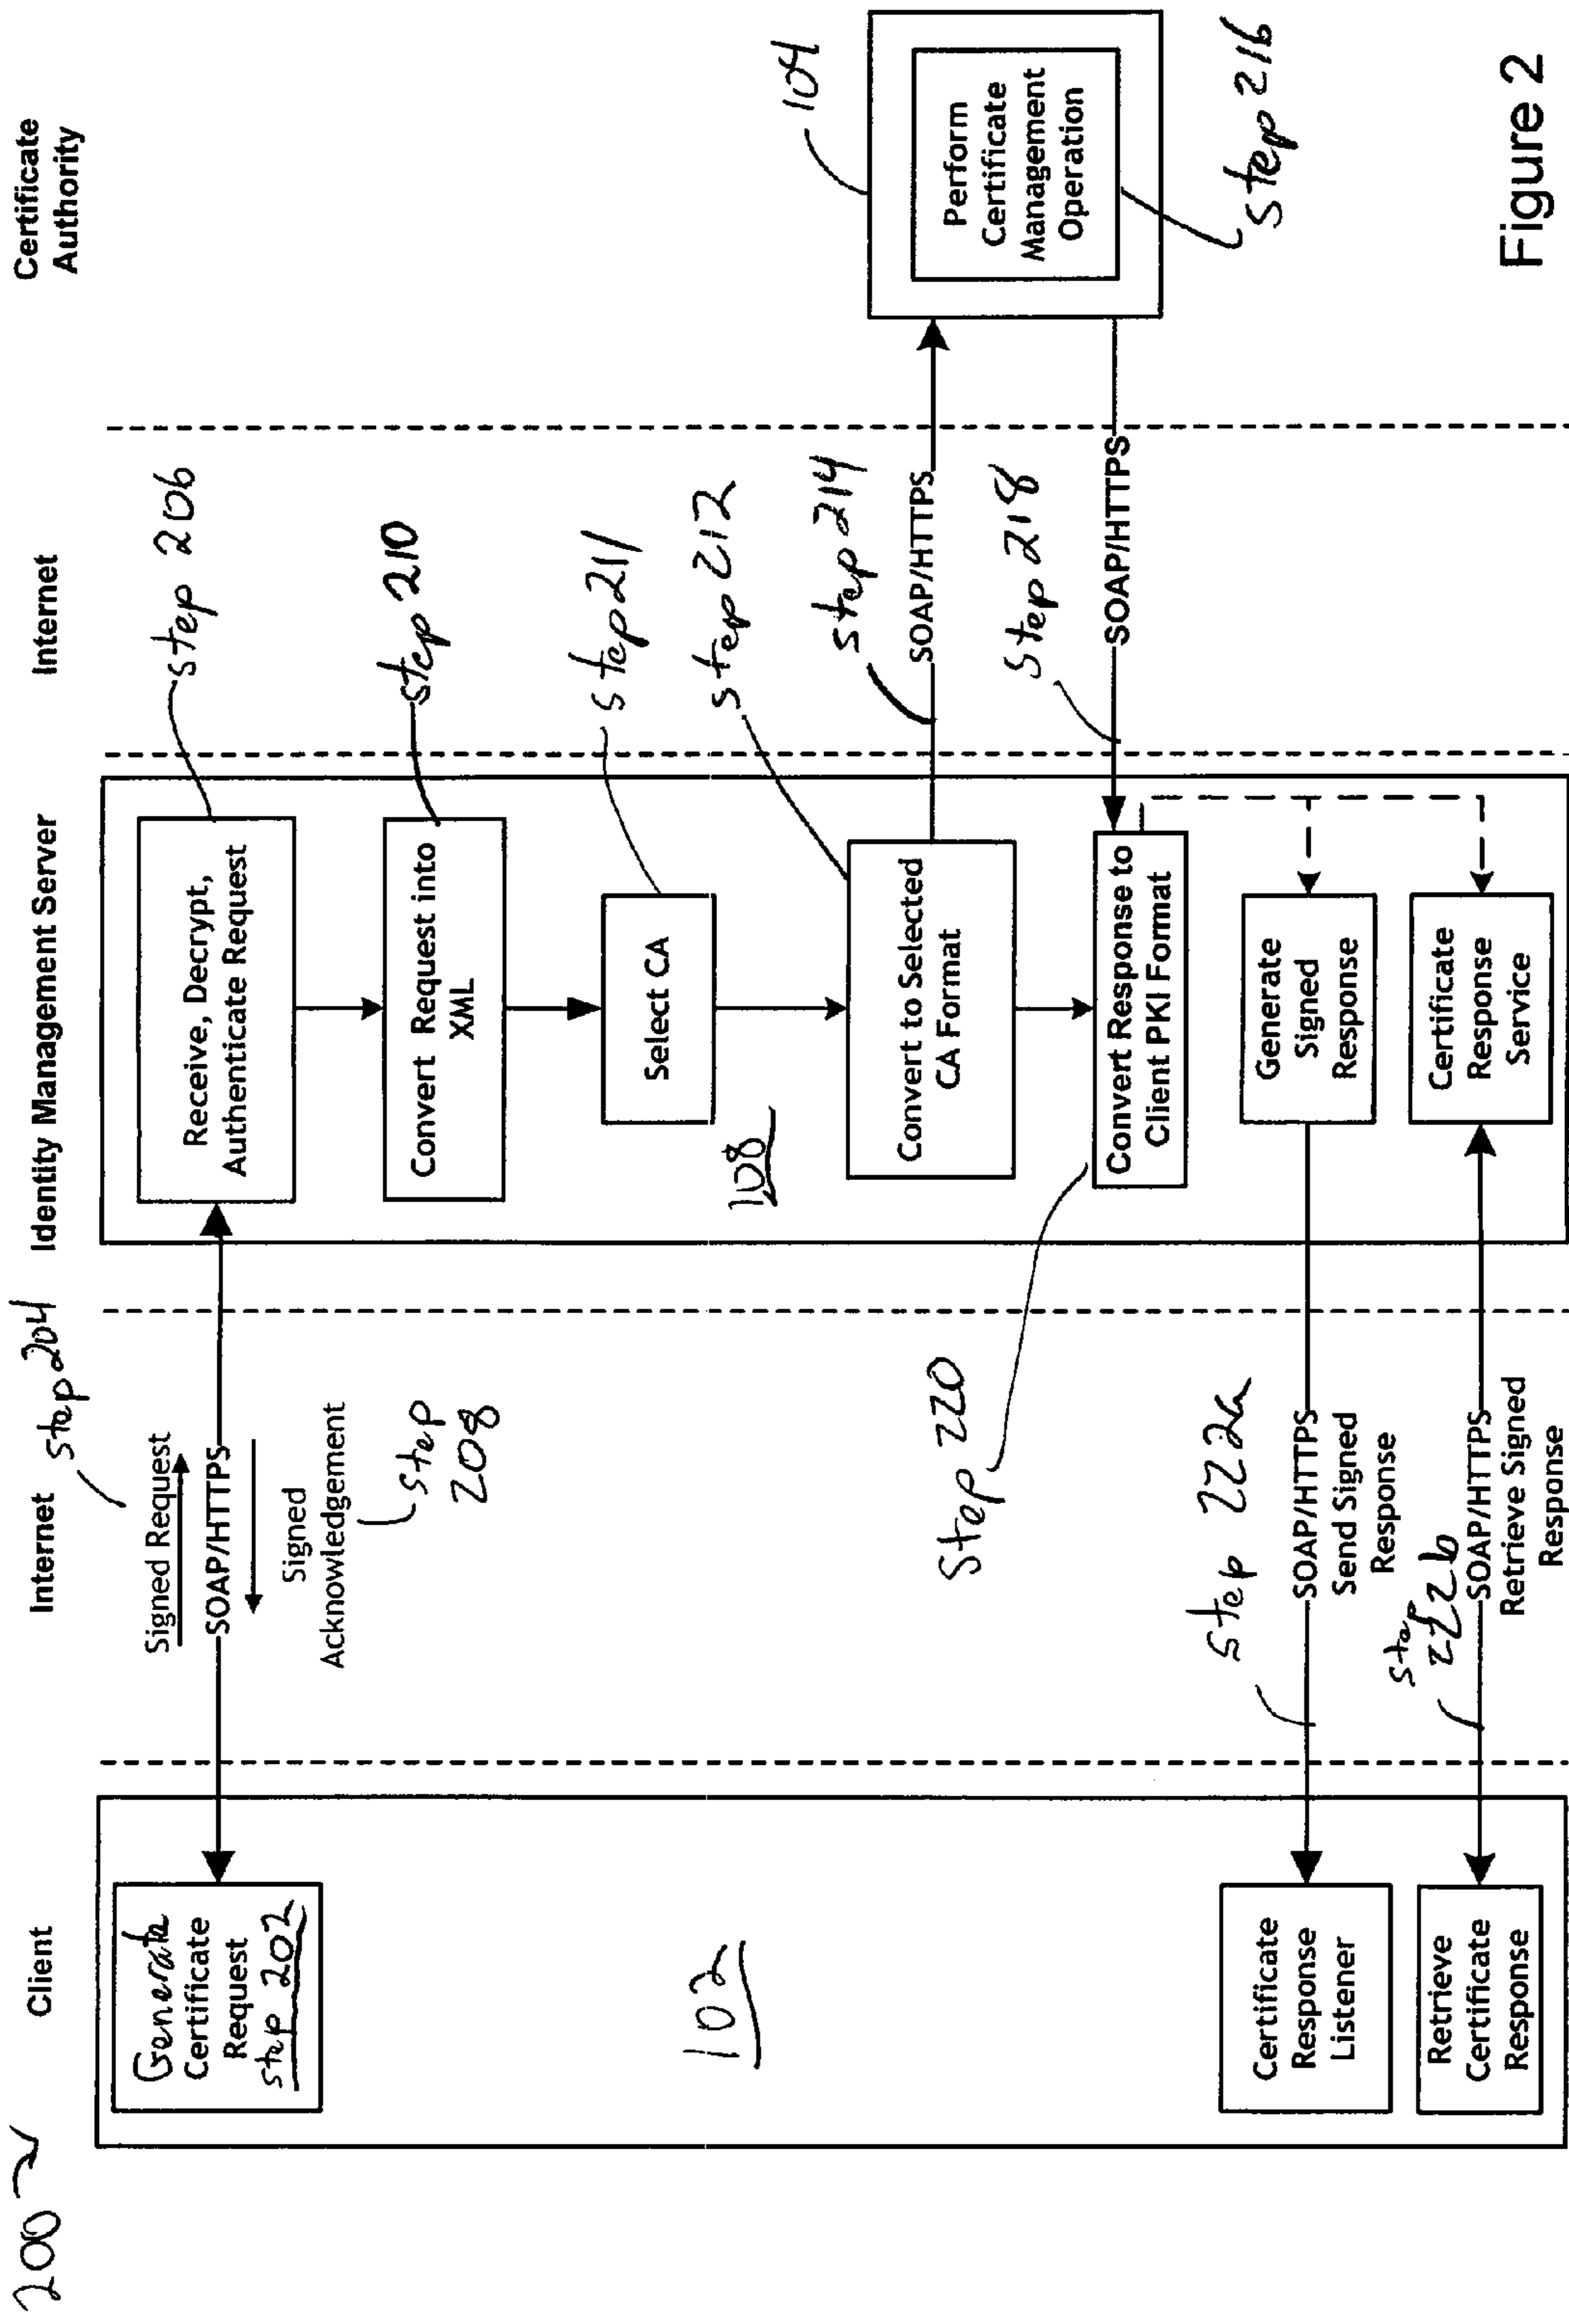 200
Client
Internet
Identity Management Server
Internet
Certificate
Authority
step 204
Generate
Certificate
Request
step 202
Signed Request
SOAP/HTTPS
Signed
Acknowledgement
step
208
Receive, Decrypt,
Authenticate Request
step 206
Convert Request into
XML
step 210
Select CA
step 211
108
102
Convert to Selected
CA Format
step 212
step 214
SOAP/HTTPS
104
Perform
Certificate
Management
Operation
step 216
step 218
SOAP/HTTPS
Convert Response to
Client PKI Format
step 220
Generate
Signed
Response
step 222a
SOAP/HTTPS
Send Signed
Response
Certificate
Response
Listener
Certificate
Response
Service
step
222b
SOAP/HTTPS
Retrieve Signed
Response
Retrieve
Certificate
Response
Figure 2